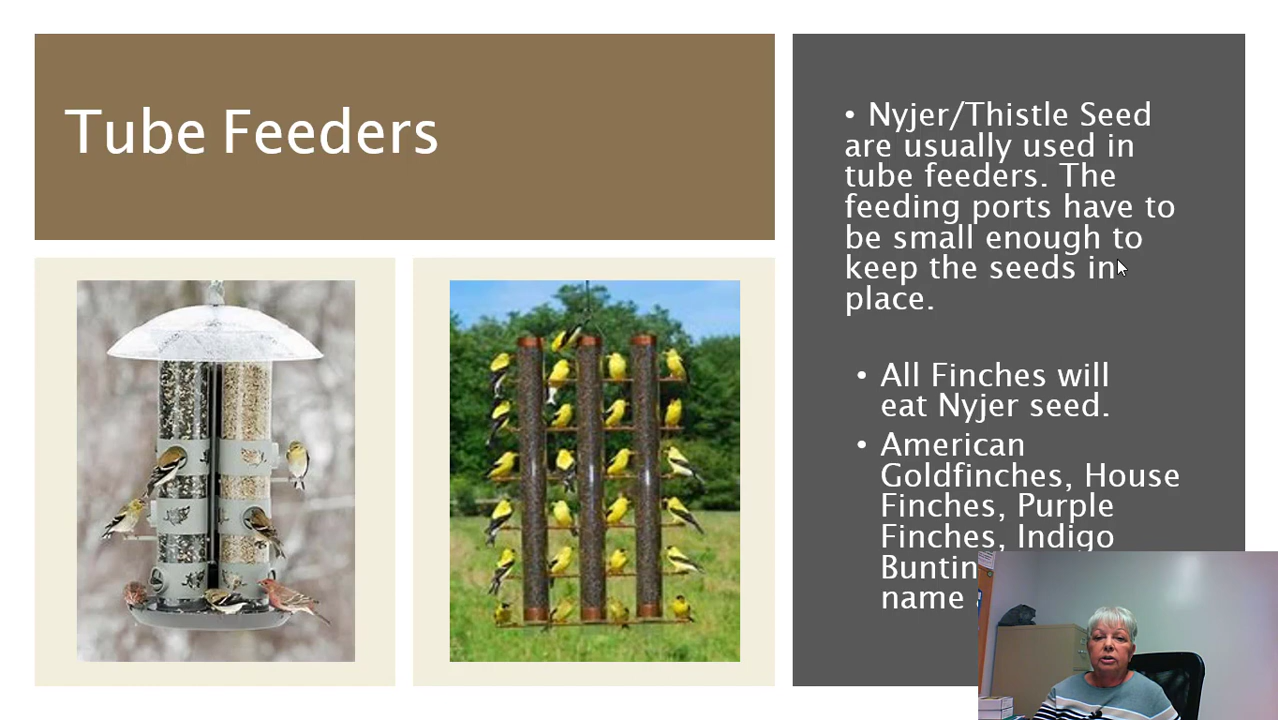 Tube Feeders
• Nyjer/Thistle Seed
are usually used in
tube feeders. The
feeding ports have to
be small enough to
keep the seeds in
place.
• All Finches will
eat Nyjer seed.
• American
Goldfinches, House
Finches, Purple
Finches, Indigo
name